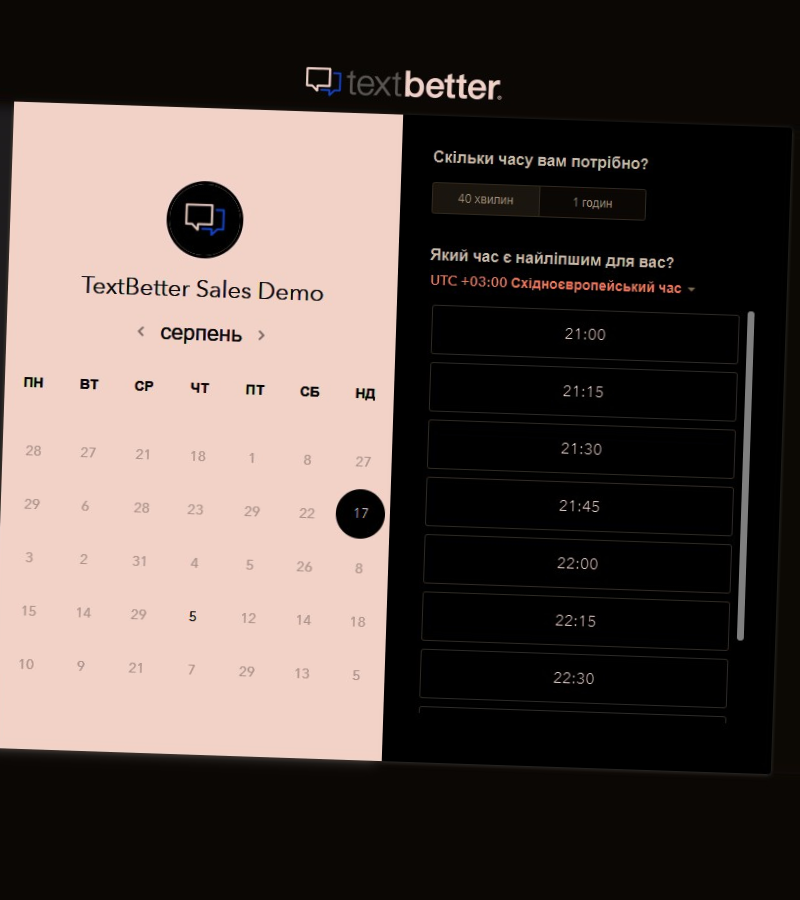 textbetter.
TextBetter Sales Demo
серпень
ПН ВТ СР ЧТ ПТ СБ НД
28 27 21 18 1 8 27
29 6 28 23 29 22 17
3 2 31 4 5 26 8
15 14 29 5 12 14 18
10 9 21 7 29 13 5
Скільки часу вам потрібно?
40 хвилин 1 годин
Який час є найліпшим для вас?
UTC +03:00 Східноєвропейський час
21:00
21:15
21:30
21:45
22:00
22:15
22:30